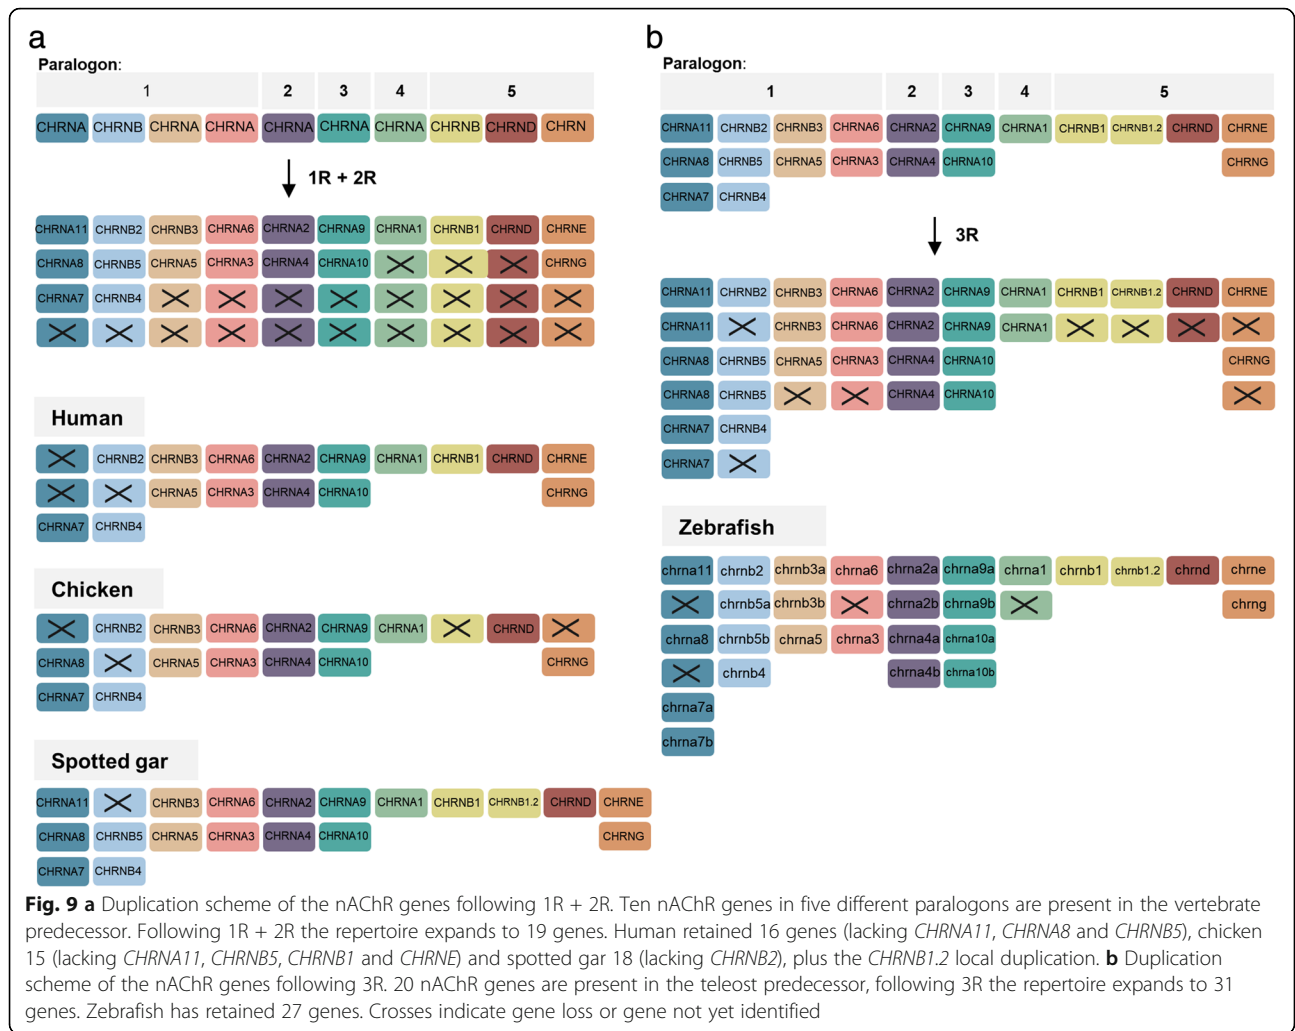 a
Paralogon:
1 2 3 4 5
CHRNA CHRNB CHRNA CHRNA CHRNA CHRNA CHRNA CHRNB CHRND CHRN
1R + 2R
CHRNA11 CHRNB2 CHRNB3 CHRNA6 CHRNA2 CHRNA9 CHRNA1 CHRNB1 CHRND CHRNE
CHRNA8 CHRNB5 CHRNA5 CHRNA3 CHRNA4 CHRNA10 CHRNG
CHRNA7 CHRNB4
Human
CHRNB2 CHRNB3 CHRNA6 CHRNA2 CHRNA9 CHRNA1 CHRNB1 CHRND CHRNE
CHRNA5 CHRNA3 CHRNA4 CHRNA10 CHRNG
CHRNA7 CHRNB4
Chicken
CHRNB2 CHRNB3 CHRNA6 CHRNA2 CHRNA9 CHRNA1 CHRND
CHRNA8 CHRNA5 CHRNA3 CHRNA4 CHRNA10 CHRNG
CHRNA7 CHRNB4
Spotted gar
CHRNA11 CHRNB3 CHRNA6 CHRNA2 CHRNA9 CHRNA1 CHRNB1 CHRNB1.2 CHRND CHRNE
CHRNA8 CHRNB5 CHRNA5 CHRNA3 CHRNA4 CHRNA10 CHRNG
CHRNA7 CHRNB4
b
Paralogon:
1 2 3 4 5
CHRNA11 CHRNB2 CHRNB3 CHRNA6 CHRNA2 CHRNA9 CHRNA1 CHRNB1 CHRNB1.2 CHRND CHRNE
CHRNA8 CHRNB5 CHRNA5 CHRNA3 CHRNA4 CHRNA10 CHRNG
CHRNA7 CHRNB4
3R
CHRNA11 CHRNB2 CHRNB3 CHRNA6 CHRNA2 CHRNA9 CHRNA1 CHRNB1 CHRNB1.2 CHRND CHRNE
CHRNA11 CHRNB3 CHRNA6 CHRNA2 CHRNA9 CHRNA1
CHRNA8 CHRNB5 CHRNA5 CHRNA3 CHRNA4 CHRNA10 CHRNG
CHRNA8 CHRNB5 CHRNA4 CHRNA10
CHRNA7 CHRNB4
CHRNA7
Zebrafish
chrna11 chrnb2 chrnb3a chrna6 chrna2a chrna9a chrna1 chrnb1 chrnb1.2 chrnd chrne
chrnb5a chrnb3b chrna2b chrna9b chrng
chrna8 chrnb5b chrna5 chrna3 chrna4a chrna10a
chrnb4 chrna4b chrna10b
chrna7a
chrna7b
Fig. 9 a Duplication scheme of the nAChR genes following 1R + 2R. Ten nAChR genes in five different paralogons are present in the vertebrate
predecessor. Following 1R + 2R the repertoire expands to 19 genes. Human retained 16 genes (lacking CHRNA11, CHRNA8 and CHRNB5), chicken
15 (lacking CHRNA11, CHRNB5, CHRNB1 and CHRNE) and spotted gar 18 (lacking CHRNB2), plus the CHRNB1.2 local duplication. b Duplication
scheme of the nAChR genes following 3R. 20 nAChR genes are present in the teleost predecessor, following 3R the repertoire expands to 31
genes. Zebrafish has retained 27 genes. Crosses indicate gene loss or gene not yet identified